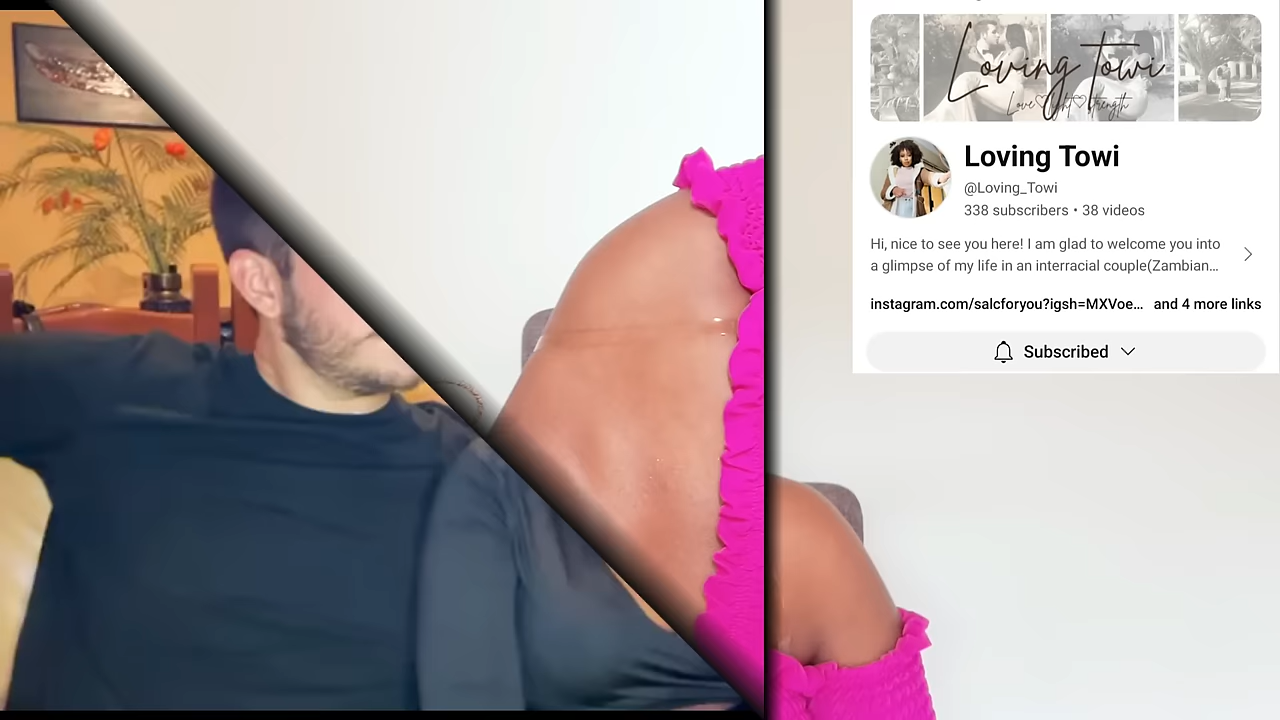 Loving Towi
Love♡Light♡Strength
Loving Towi
@Loving_Towi
338 subscribers • 38 videos
Hi, nice to see you here! I am glad to welcome you into
a glimpse of my life in an interracial couple(Zambian...
instagram.com/salcforyou?igsh=MXVoe... and 4 more links
Subscribed